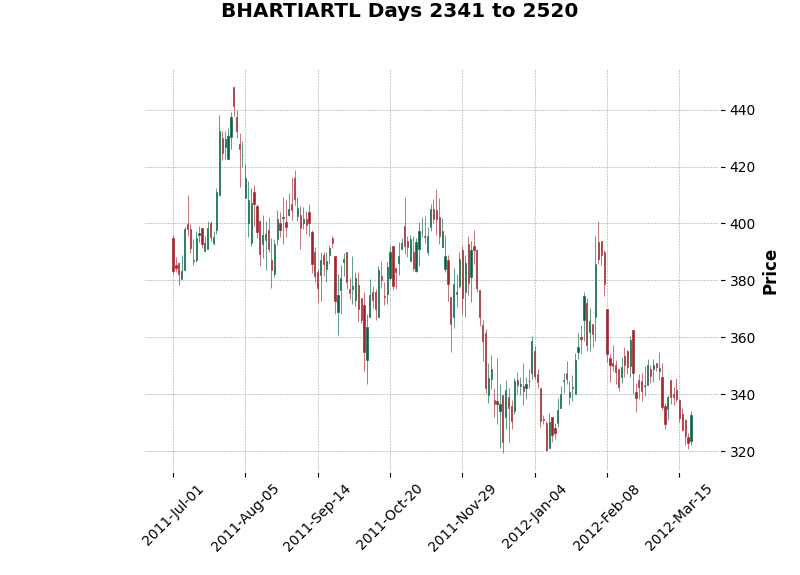 BHARTIARTL Days 2341 to 2520
440
420
400
380
360
340
320
Price
2011-Jul-01
2011-Aug-05
2011-Sep-14
2011-Oct-20
2011-Nov-29
2012-Jan-04
2012-Feb-08
2012-Mar-15